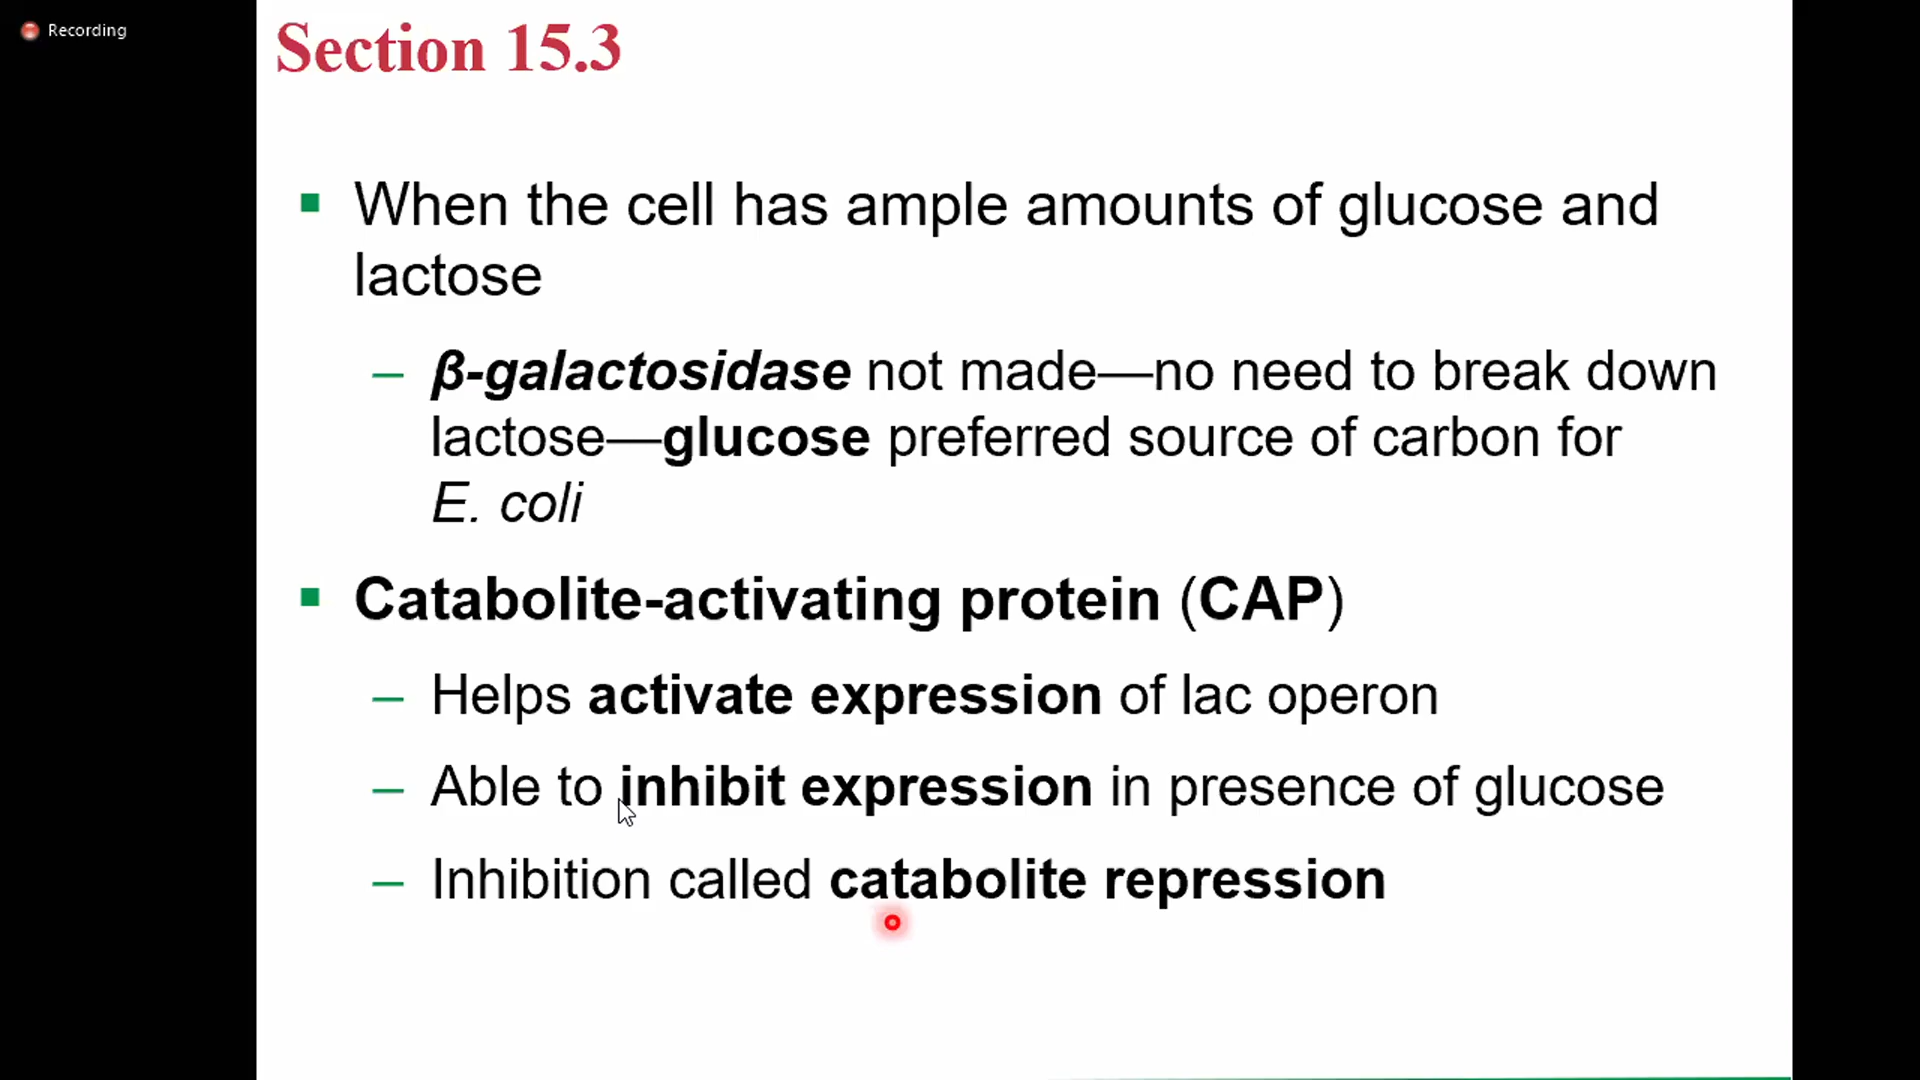 Recording
Section 15.3
▪ When the cell has ample amounts of glucose and
lactose
– β-galactosidase not made—no need to break down
lactose—glucose preferred source of carbon for
E. coli
▪ Catabolite-activating protein (CAP)
– Helps activate expression of lac operon
– Able to inhibit expression in presence of glucose
– Inhibition called catabolite repression